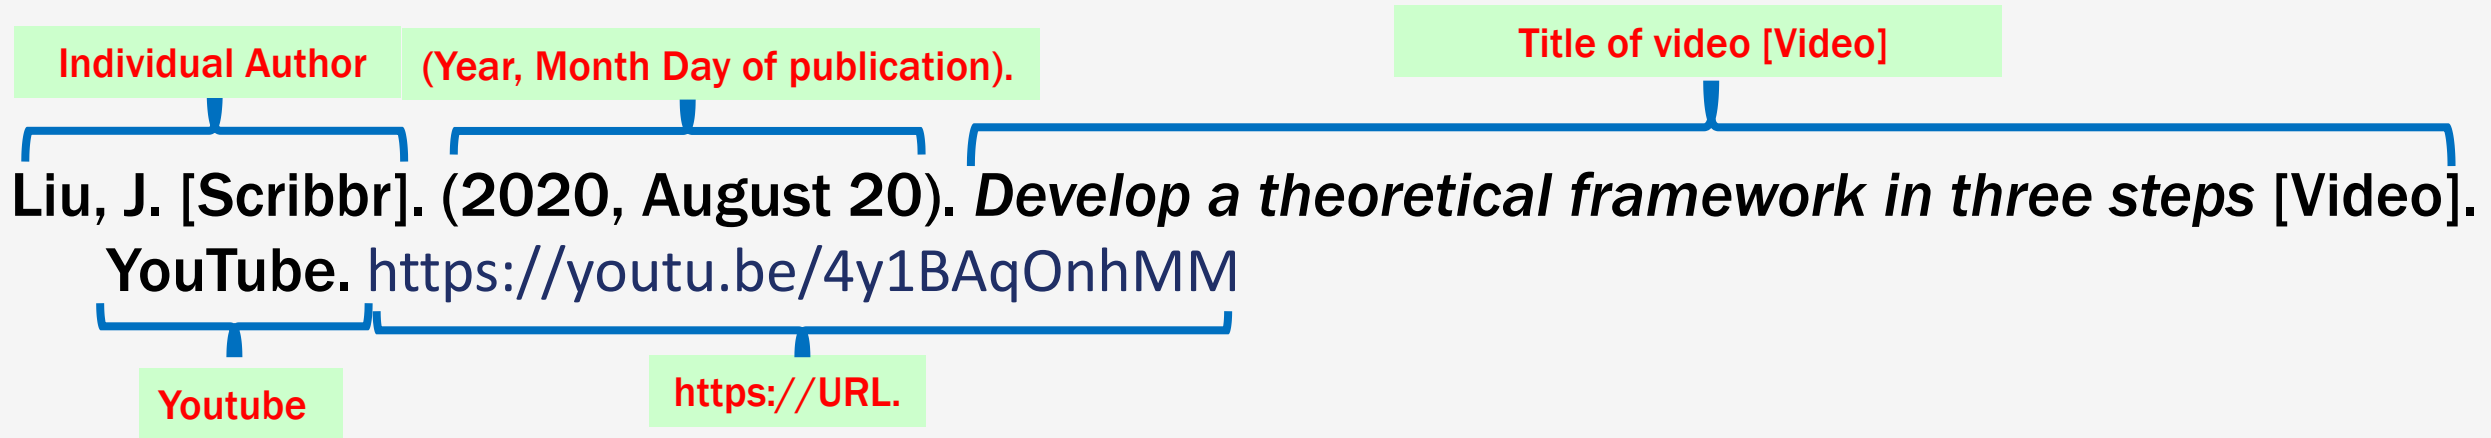 Individual Author
(Year, Month Day of publication).
Title of video [Video]
Liu, J. [Scribbr]. (2020, August 20). Develop a theoretical framework in three steps [Video].
YouTube. https://youtu.be/4y1BAqOnhMM
Youtube
https://URL.